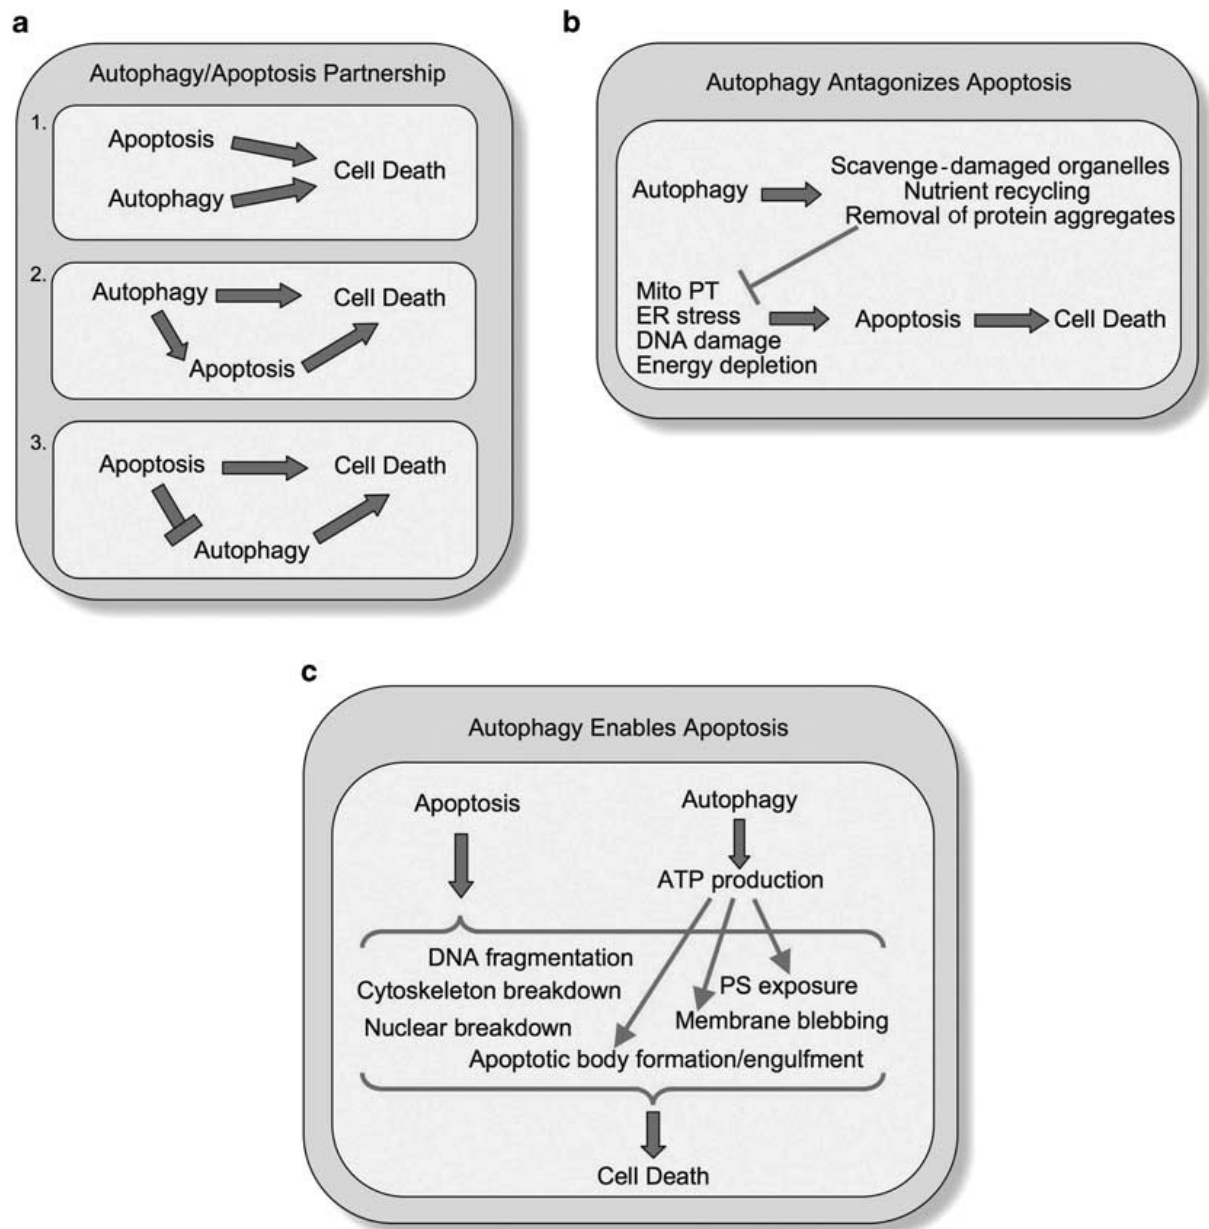 a
Autophagy/Apoptosis Partnership
1.
Apoptosis
Autophagy
Cell Death
2.
Autophagy
Cell Death
Apoptosis
3.
Apoptosis
Cell Death
Autophagy
b
Autophagy Antagonizes Apoptosis
Autophagy
Scavenge-damaged organelles
Nutrient recycling
Removal of protein aggregates
Mito PT
ER stress
DNA damage
Energy depletion
Apoptosis
Cell Death
c
Autophagy Enables Apoptosis
Apoptosis
Autophagy
ATP production
DNA fragmentation
Cytoskeleton breakdown
PS exposure
Nuclear breakdown
Membrane blebbing
Apoptotic body formation/engulfment
Cell Death